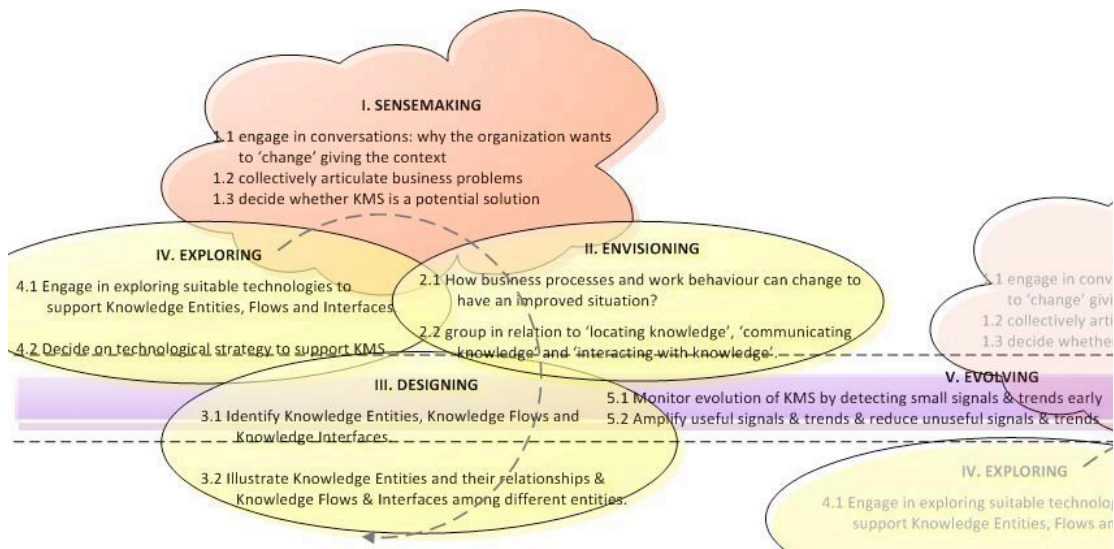 I. SENSEMAKING
1.1 engage in conversations: why the organization wants
to ‘change’ giving the context
1.2 collectively articulate business problems
1.3 decide whether KMS is a potential solution
IV. EXPLORING
4.1 Engage in exploring suitable technologies to
support Knowledge Entities, Flows and Interfaces.
4.2 Decide on technological strategy to support KMS
II. ENVISIONING
2.1 How business processes and work behaviour can change to
have an improved situation?
2.2 group in relation to ‘locating knowledge’, ‘communicating
knowledge’ and ‘interacting with knowledge’.
III. DESIGNING
3.1 Identify Knowledge Entities, Knowledge Flows and
Knowledge Interfaces.
3.2 Illustrate Knowledge Entities and their relationships &
Knowledge Flows & Interfaces among different entities.
V. EVOLVING
5.1 Monitor evolution of KMS by detecting small signals & trends early
5.2 Amplify useful signals & trends & reduce unuseful signals & trends
1.1 engage in conv
to ‘change’ givi
1.2 collectively arti
1.3 decide whether
IV. EXPLORING
4.1 Engage in exploring suitable technolog
support Knowledge Entities, Flows an